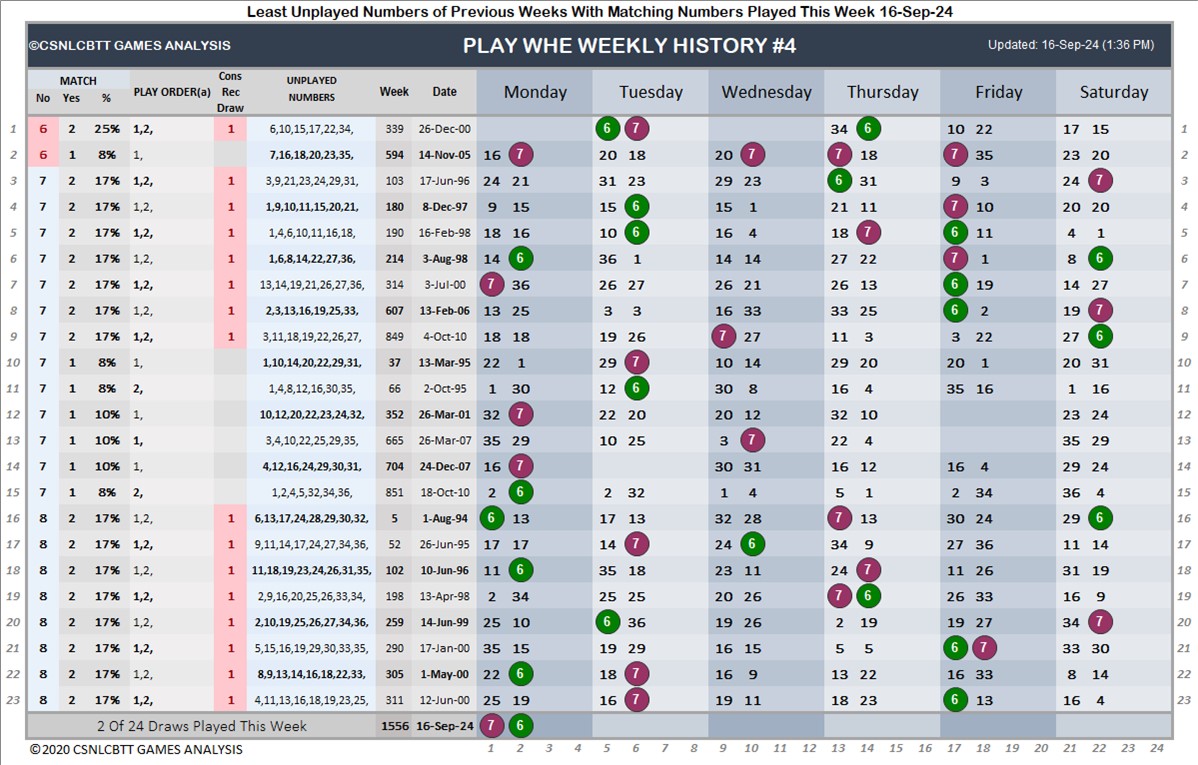 Least Unplayed Numbers of Previous Weeks With Matching Numbers Played This Week 16-Sep-24
©CSNLCBTT GAMES ANALYSIS PLAY WHE WEEKLY HISTORY #4 Updated: 16-Sep-24 (1:36 PM)
MATCH No Yes % PLAY ORDER(a) Cons Rec Draw UNPLAYED NUMBERS Week Date Monday Tuesday Wednesday Thursday Friday Saturday
1 6 2 25% 1,2, 1 6,10,15,17,22,34, 339 26-Dec-00 6 7 34 6 10 22 17 15 1
2 6 1 8% 1, 7,16,18,20,23,35, 594 14-Nov-05 16 7 20 18 20 7 7 18 7 35 23 20 2
3 7 2 17% 1,2, 1 3,9,21,23,24,29,31, 103 17-Jun-96 24 21 31 23 29 23 6 31 9 3 24 7 3
4 7 2 17% 1,2, 1 1,9,10,11,15,20,21, 180 8-Dec-97 9 15 15 6 15 1 21 11 7 10 20 20 4
5 7 2 17% 1,2, 1 1,4,6,10,11,16,18, 190 16-Feb-98 18 16 10 6 16 4 18 7 6 11 4 1 5
6 7 2 17% 1,2, 1 1,6,8,14,22,27,36, 214 3-Aug-98 14 6 36 1 14 14 27 22 7 1 8 6 6
7 7 2 17% 1,2, 1 13,14,19,21,26,27,36, 314 3-Jul-00 7 36 26 27 26 21 26 13 6 19 14 27 7
8 7 2 17% 1,2, 1 2,3,13,16,19,25,33, 607 13-Feb-06 13 25 3 3 16 33 33 25 6 2 19 7 8
9 7 2 17% 1,2, 1 3,11,18,19,22,26,27, 849 4-Oct-10 18 18 19 26 7 27 11 3 3 22 27 6 9
10 7 1 8% 1, 1,10,14,20,22,29,31, 37 13-Mar-95 22 1 29 7 10 14 29 20 20 1 20 31 10
11 7 1 8% 2, 1,4,8,12,16,30,35, 66 2-Oct-95 1 30 12 6 30 8 16 4 35 16 1 16 11
12 7 1 10% 1, 10,12,20,22,23,24,32, 352 26-Mar-01 32 7 22 20 20 12 32 10 23 24 12
13 7 1 10% 1, 3,4,10,22,25,29,35, 665 26-Mar-07 35 29 10 25 3 7 22 4 35 29 13
14 7 1 10% 1, 4,12,16,24,29,30,31, 704 24-Dec-07 16 7 30 31 16 12 16 4 29 24 14
15 7 1 8% 2, 1,2,4,5,32,34,36, 851 18-Oct-10 2 6 2 32 1 4 5 1 2 34 36 4 15
16 8 2 17% 1,2, 1 6,13,17,24,28,29,30,32, 1-Aug-94 6 13 17 13 32 28 7 13 30 24 29 6 16
17 8 2 17% 1,2, 1 9,11,14,17,24,27,34,36, 52 26-Jun-95 17 17 14 7 24 6 34 9 27 36 11 14 17
18 8 2 17% 1,2, 1 11,18,19,23,24,26,31,35, 102 10-Jun-96 11 6 35 18 23 11 24 7 11 26 31 19 18
19 8 2 17% 1,2, 1 2,9,16,20,25,26,33,34, 198 13-Apr-98 2 34 25 25 20 26 7 6 26 33 16 9 19
20 8 2 17% 1,2, 1 2,10,19,25,26,27,34,36, 259 14-Jun-99 25 10 6 36 19 26 2 19 19 27 34 7 20
21 8 2 17% 1,2, 1 5,15,16,19,29,30,33,35, 290 17-Jan-00 35 15 19 29 16 15 5 5 6 7 33 30 21
22 8 2 17% 1,2, 1 8,9,13,14,16,18,22,33, 305 1-May-00 22 6 18 7 16 9 13 22 16 33 8 14 22
23 8 2 17% 1,2, 1 4,11,13,16,18,19,23,25, 311 12-Jun-00 25 19 16 7 19 11 18 23 6 13 16 4 23
2 Of 24 Draws Played This Week 1556 16-Sep-24 7 6
©2020 CSNLCBTT GAMES ANALYSIS 1 2 3 4 5 6 7 8 9 10 11 12 13 14 15 16 17 18 19 20 21 22 23 24